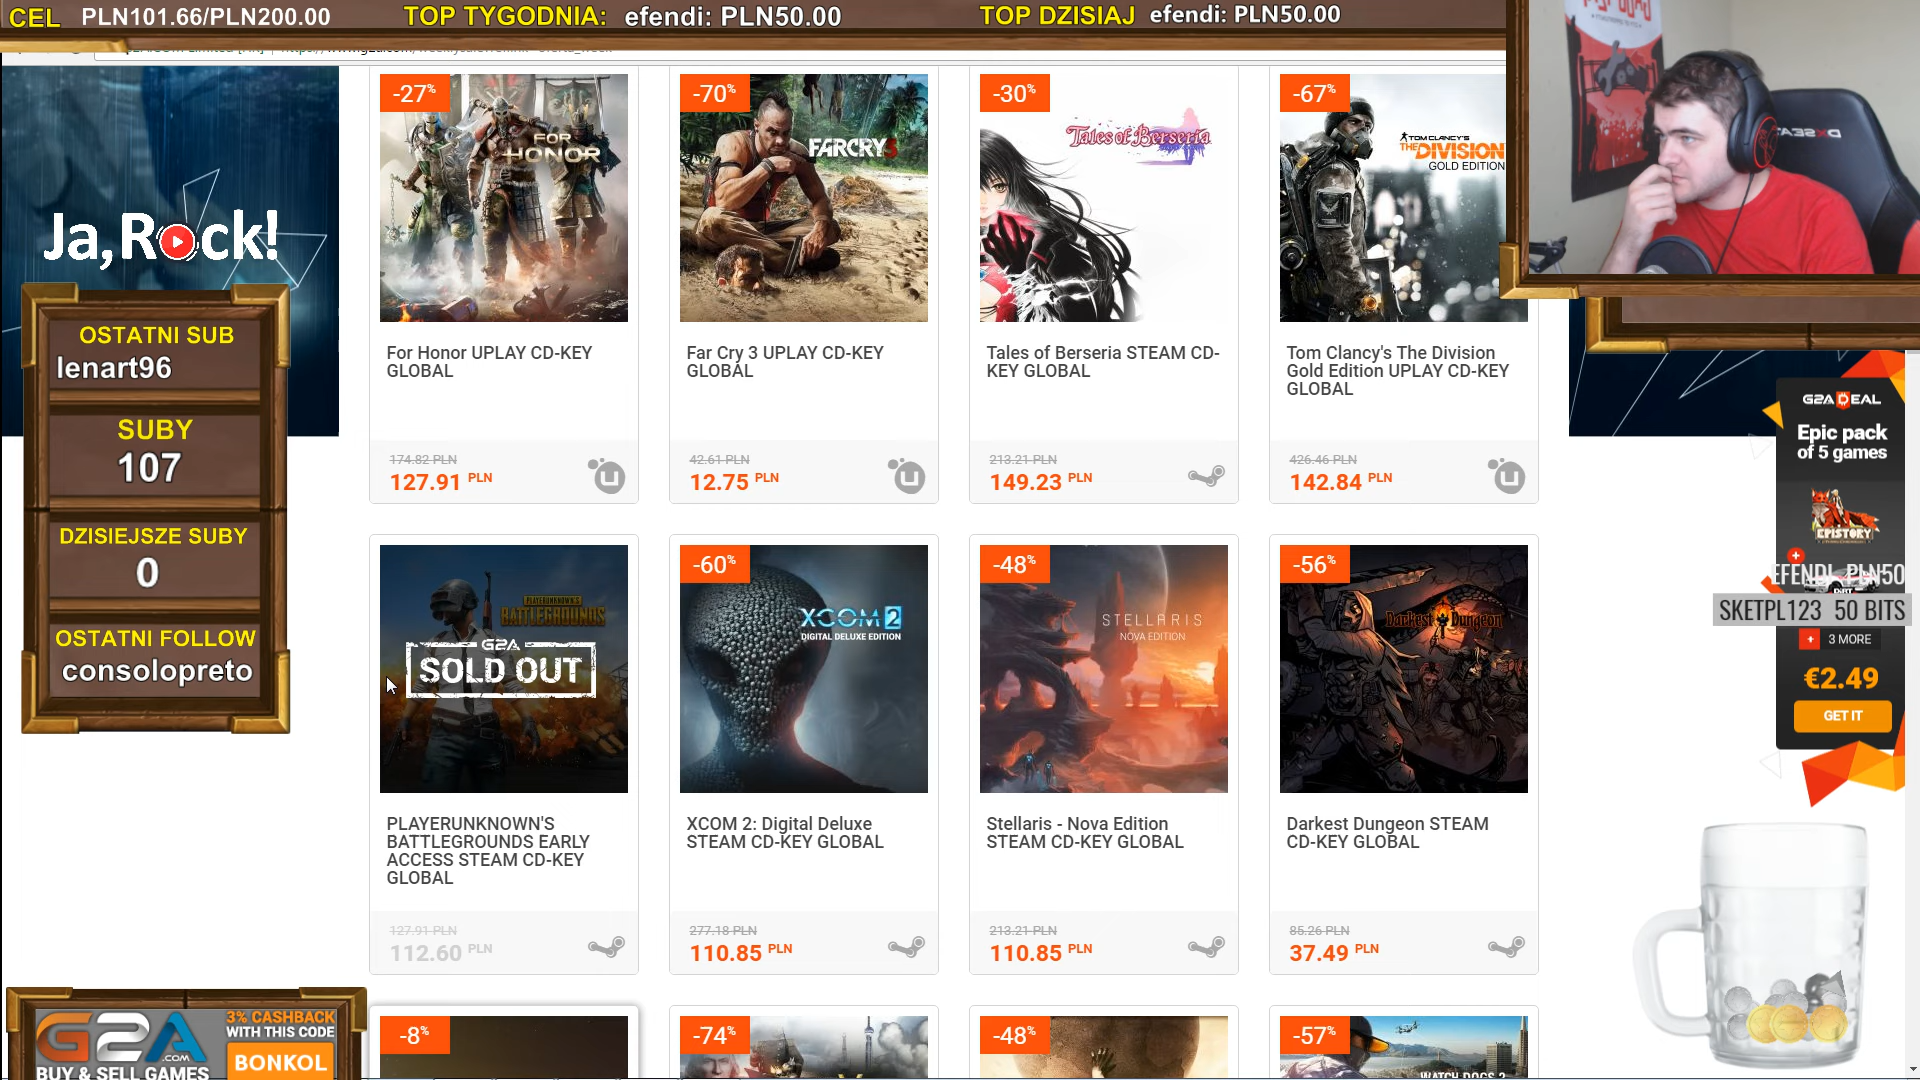 CEL PLN101.66/PLN200.00 TOP TYGODNIA: efendi: PLN50.00 TOP DZISIAJ efendi: PLN50.00
Ja, Rock!
OSTATNI SUB
lenart96
SUBY
107
DZISIEJSZE SUBY
0
OSTATNI FOLLOW
consolopreto
-27%
FOR HONOR
For Honor UPLAY CD-KEY
GLOBAL
174.82 PLN
127.91 PLN
-70%
FARCRY3
Far Cry 3 UPLAY CD-KEY
GLOBAL
42.61 PLN
12.75 PLN
-30%
Tales of Berseria
Tales of Berseria STEAM CD-
KEY GLOBAL
213.21 PLN
149.23 PLN
-67%
TOM CLANCY'S
THE DIVISION
GOLD EDITION
Tom Clancy's The Division
Gold Edition UPLAY CD-KEY
GLOBAL
426.46 PLN
142.84 PLN
PLAYERUNKNOWN'S
BATTLEGROUNDS
G2A
SOLD OUT
PLAYERUNKNOWN'S
BATTLEGROUNDS EARLY
ACCESS STEAM CD-KEY
GLOBAL
127.91 PLN
112.60 PLN
-60%
XCOM 2
DIGITAL DELUXE EDITION
XCOM 2: Digital Deluxe
STEAM CD-KEY GLOBAL
277.18 PLN
110.85 PLN
-48%
STELLARIS
NOVA EDITION
Stellaris - Nova Edition
STEAM CD-KEY GLOBAL
213.21 PLN
110.85 PLN
-56%
Darkest Dungeon
Darkest Dungeon STEAM
CD-KEY GLOBAL
85.26 PLN
37.49 PLN
-8%
-74%
-48%
-57%
WATCH DOGS 2
G2A DEAL
Epic pack
of 5 games
EPISTORY
EFENDI PLN50
SKETPL123 50 BITS
+ 3 MORE
€2.49
GET IT
G2A.COM
BUY & SELL GAMES
3% CASHBACK
WITH THIS CODE
BONKOL